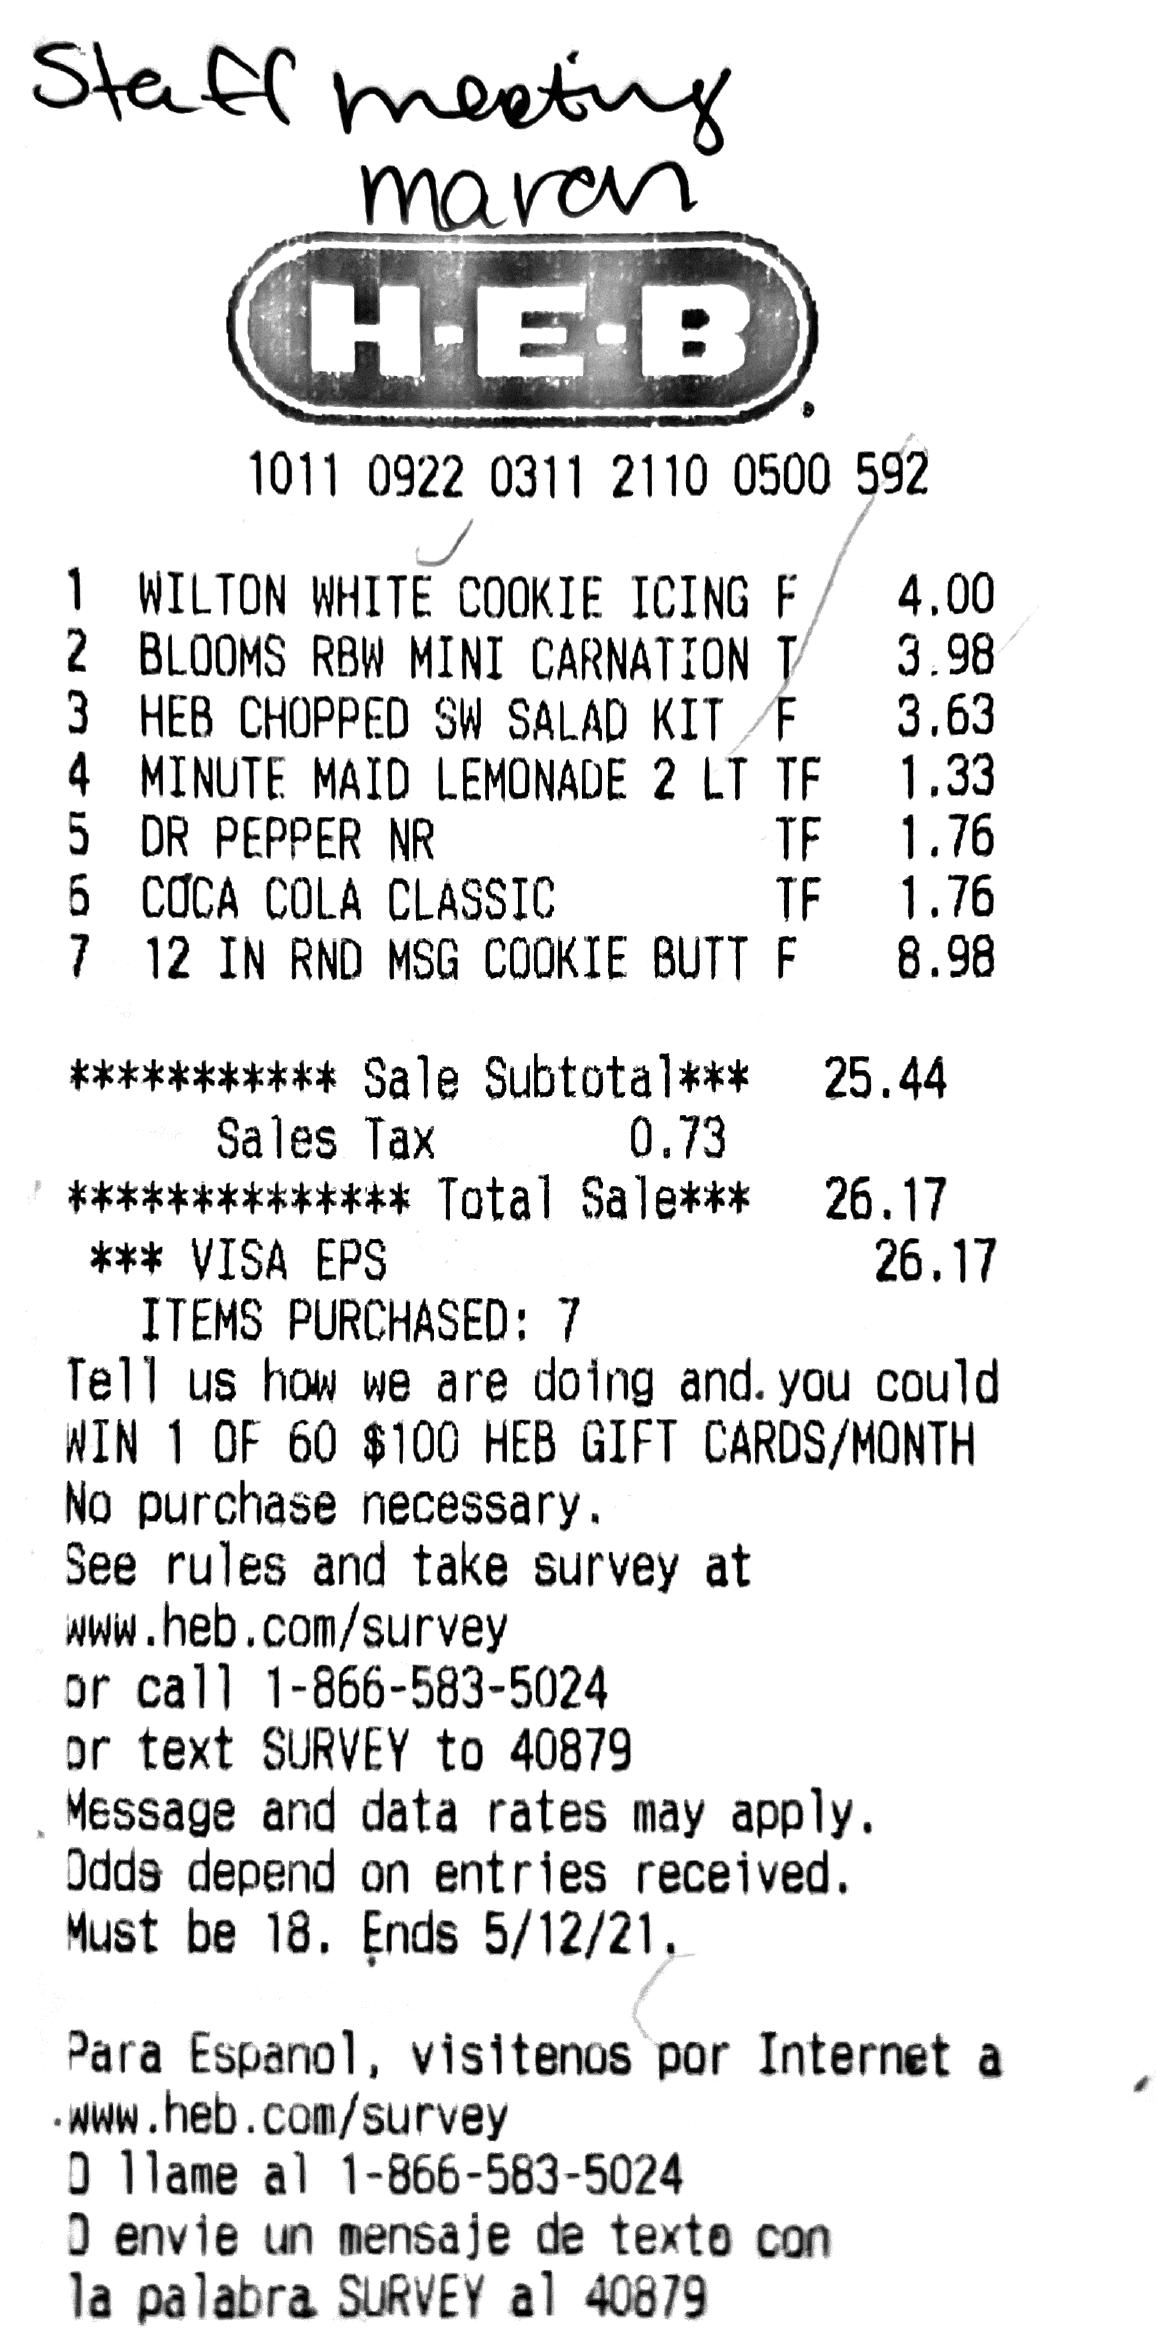 Staff meeting
march
H-E-B
1011 0922 0311 2110 0500 592
1 WILTON WHITE COOKIE ICING F 4.00
2 BLOOMS RBW MINI CARNATION T 3.98
3 HEB CHOPPED SW SALAD KIT F 3.63
4 MINUTE MAID LEMONADE 2 LT TF 1.33
5 DR PEPPER NR TF 1.76
6 COCA COLA CLASSIC TF 1.76
7 12 IN RND MSG COOKIE BUTT F 8.98
*********** Sale Subtotal*** 25.44
Sales Tax 0.73
************** Total Sale*** 26.17
*** VISA EPS 26.17
ITEMS PURCHASED: 7
Tell us how we are doing and you could
WIN 1 OF 60 $100 HEB GIFT CARDS/MONTH
No purchase necessary.
See rules and take survey at
www.heb.com/survey
or call 1-866-583-5024
or text SURVEY to 40879
Message and data rates may apply.
Odds depend on entries received.
Must be 18. Ends 5/12/21.
Para Espanol, visitenos por Internet a
www.heb.com/survey
O llame al 1-866-583-5024
O envie un mensaje de texto con
la palabra SURVEY al 40879